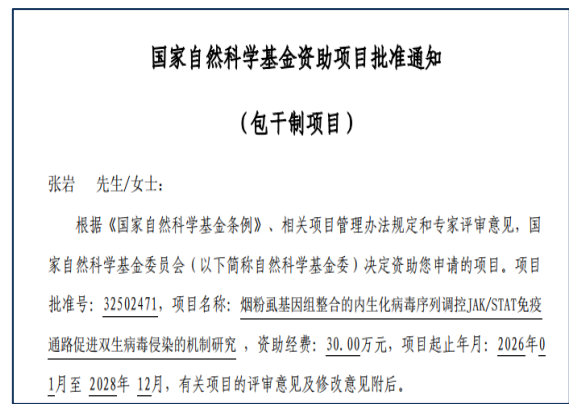 国家自然科学基金资助项目批准通知
（包干制项目）
张岩 先生/女士：
根据《国家自然科学基金条例》、相关项目管理办法规定和专家评审意见，国
家自然科学基金委员会（以下简称自然科学基金委）决定资助您申请的项目。项目
批准号：32502471，项目名称：烟粉虱基因组整合的内生化病毒序列调控JAK/STAT免疫
通路促进双生病毒侵染的机制研究，资助经费：30.00万元，项目起止年月：2026年0
1月至 2028年 12月，有关项目的评审意见及修改意见附后。